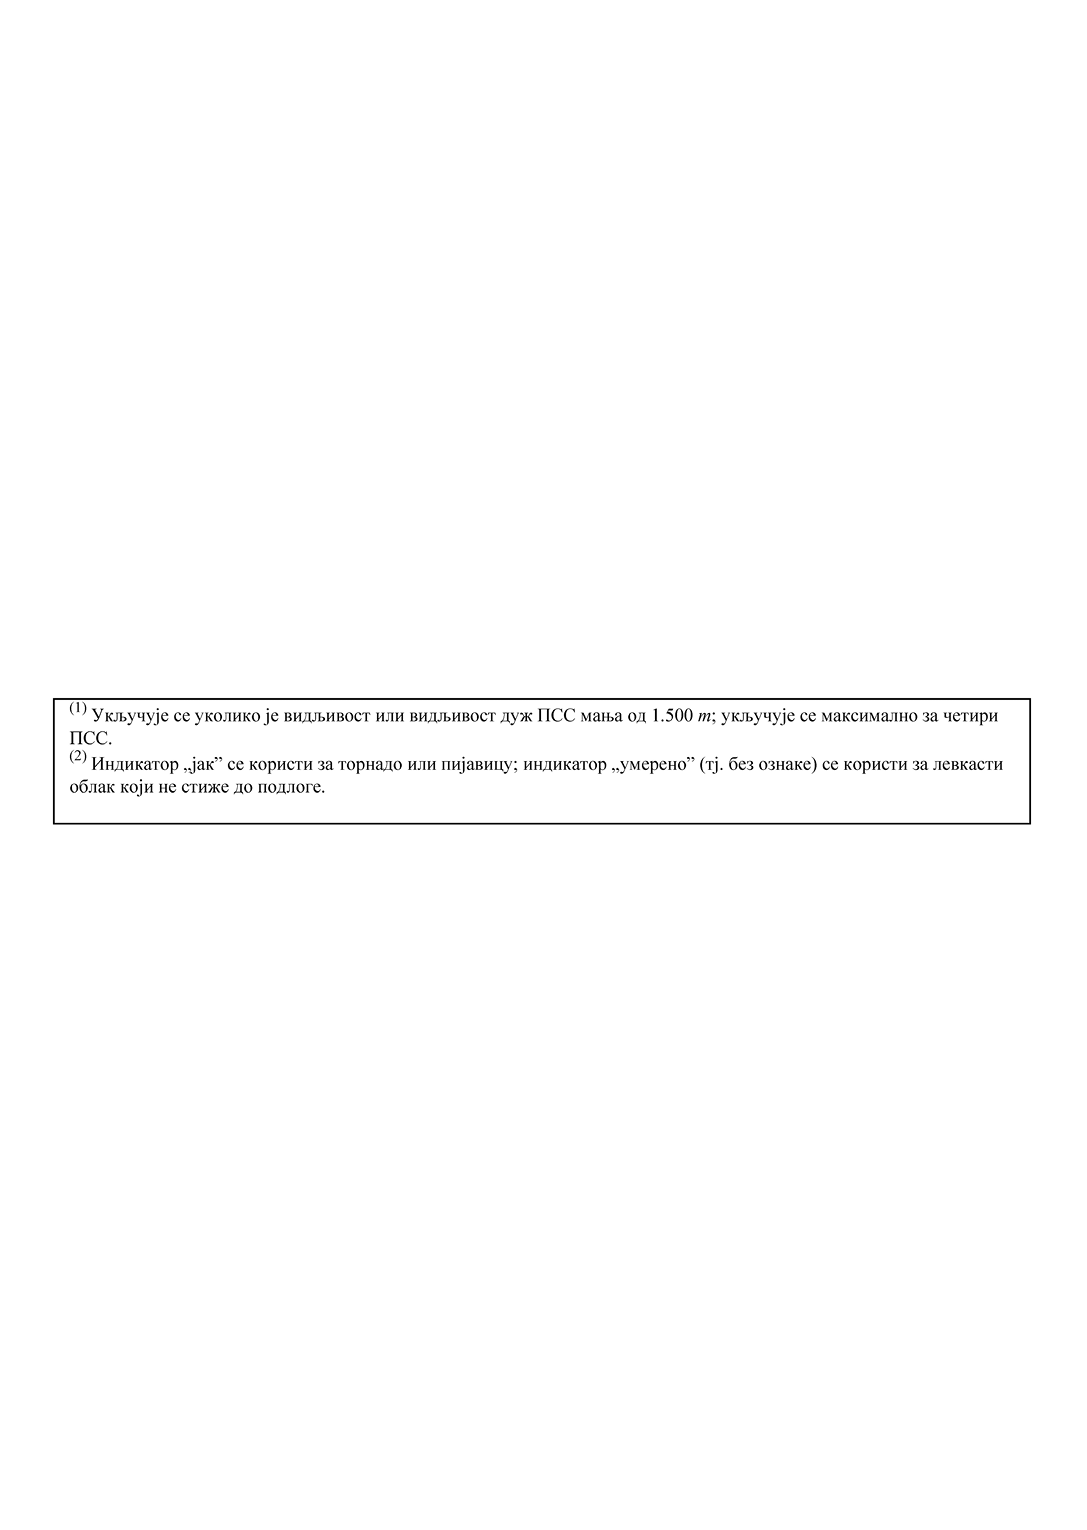 (1) Укључује се уколико је видљивост или видљивост дуж ПСС мања од 1.500 m; укључује се максимално за четири
ПСС.
(2) Индикатор „јак” се користи за торнадо или пијавицу; индикатор „умерено” (тј. без ознаке) се користи за левкасти
облак који не стиже до подлоге.